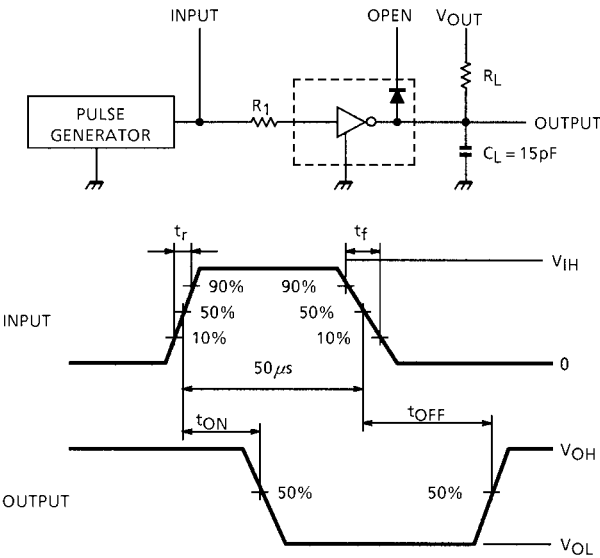 INPUT OPEN VOUT
RL
R1
PULSE
GENERATOR
OUTPUT
CL = 15pF
tr tf
VIH
90% 90%
INPUT 50% 50%
10% 10%
0
50μs
tON tOFF
VOH
OUTPUT 50% 50%
VOL